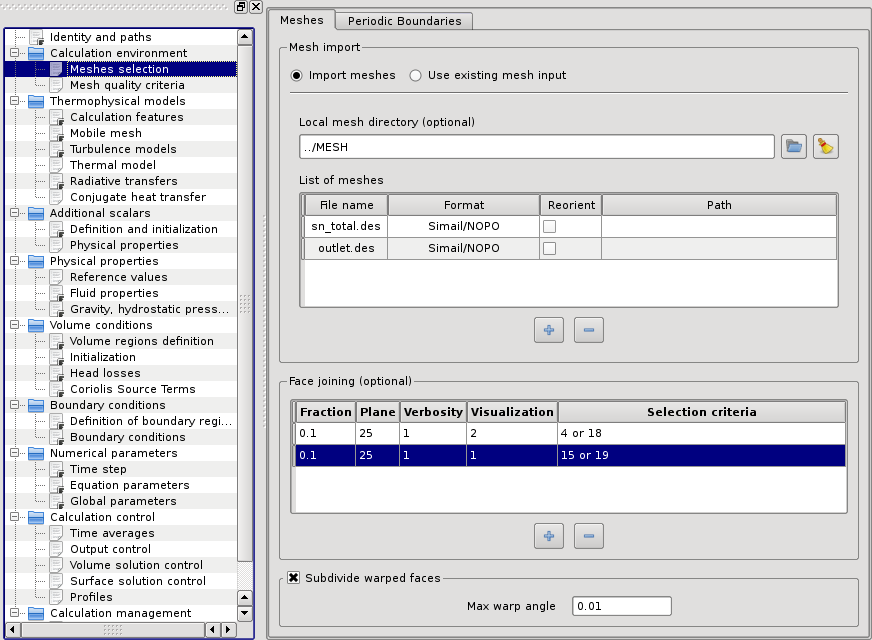 Identity and paths
Calculation environment
Meshes selection
Mesh quality criteria
Thermophysical models
Calculation features
Mobile mesh
Turbulence models
Thermal model
Radiative transfers
Conjugate heat transfer
Additional scalars
Definition and initialization
Physical properties
Physical properties
Reference values
Fluid properties
Gravity, hydrostatic press...
Volume conditions
Volume regions definition
Initialization
Head losses
Coriolis Source Terms
Boundary conditions
Definition of boundary regi...
Boundary conditions
Numerical parameters
Time step
Equation parameters
Global parameters
Calculation control
Time averages
Output control
Volume solution control
Surface solution control
Profiles
Calculation management
Meshes Periodic Boundaries
Mesh import
Import meshes Use existing mesh input
Local mesh directory (optional)
../MESH
List of meshes
File name Format Reorient Path
sn_total.des Simail/NOPO
outlet.des Simail/NOPO
Face joining (optional)
Fraction Plane Verbosity Visualization Selection criteria
0.1 25 1 2 4 or 18
0.1 25 1 1 15 or 19
Subdivide warped faces
Max warp angle 0.01